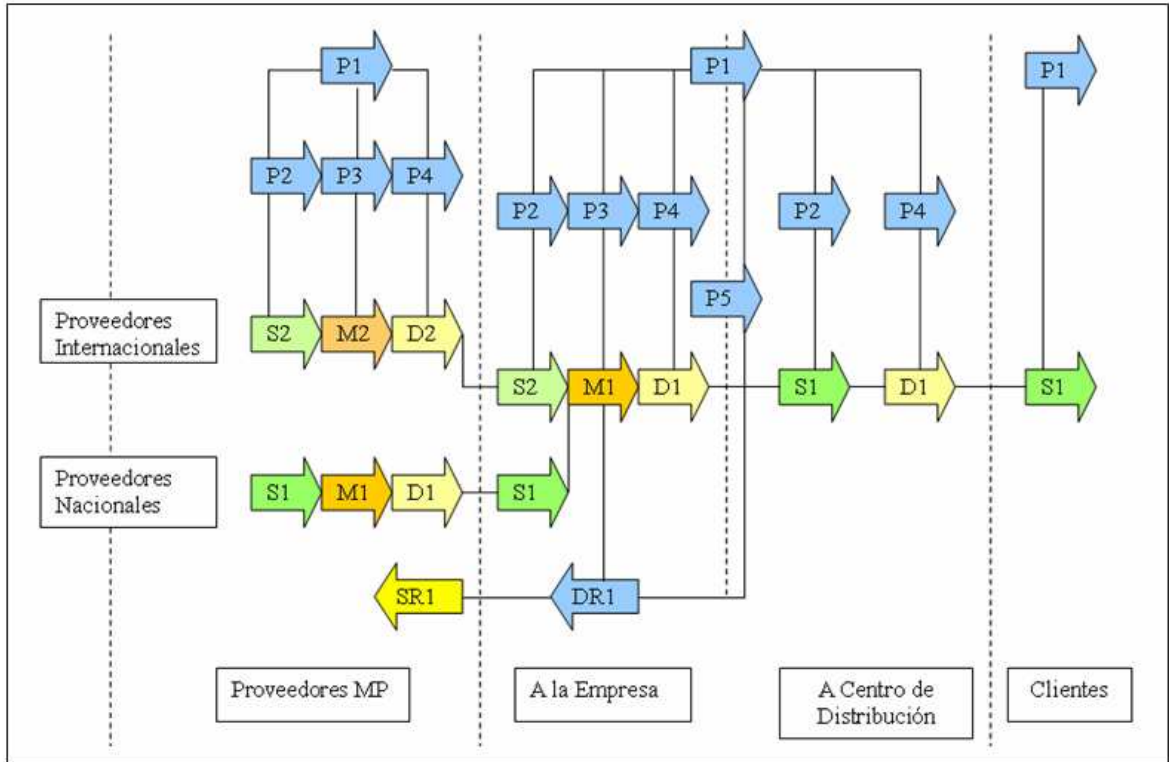 P1
P1
P1
P2
P3
P4
P2
P3
P4
P2
P4
P5
Proveedores
Internacionales
S2
M2
D2
S2
M1
D1
S1
D1
S1
Proveedores
Nacionales
S1
M1
D1
S1
SR1
DR1
Proveedores MP
A la Empresa
A Centro de
Distribución
Clientes